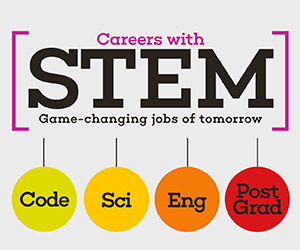 Careers with
STEM
Game-changing jobs of tomorrow
Code
Sci
Eng
Post
Grad